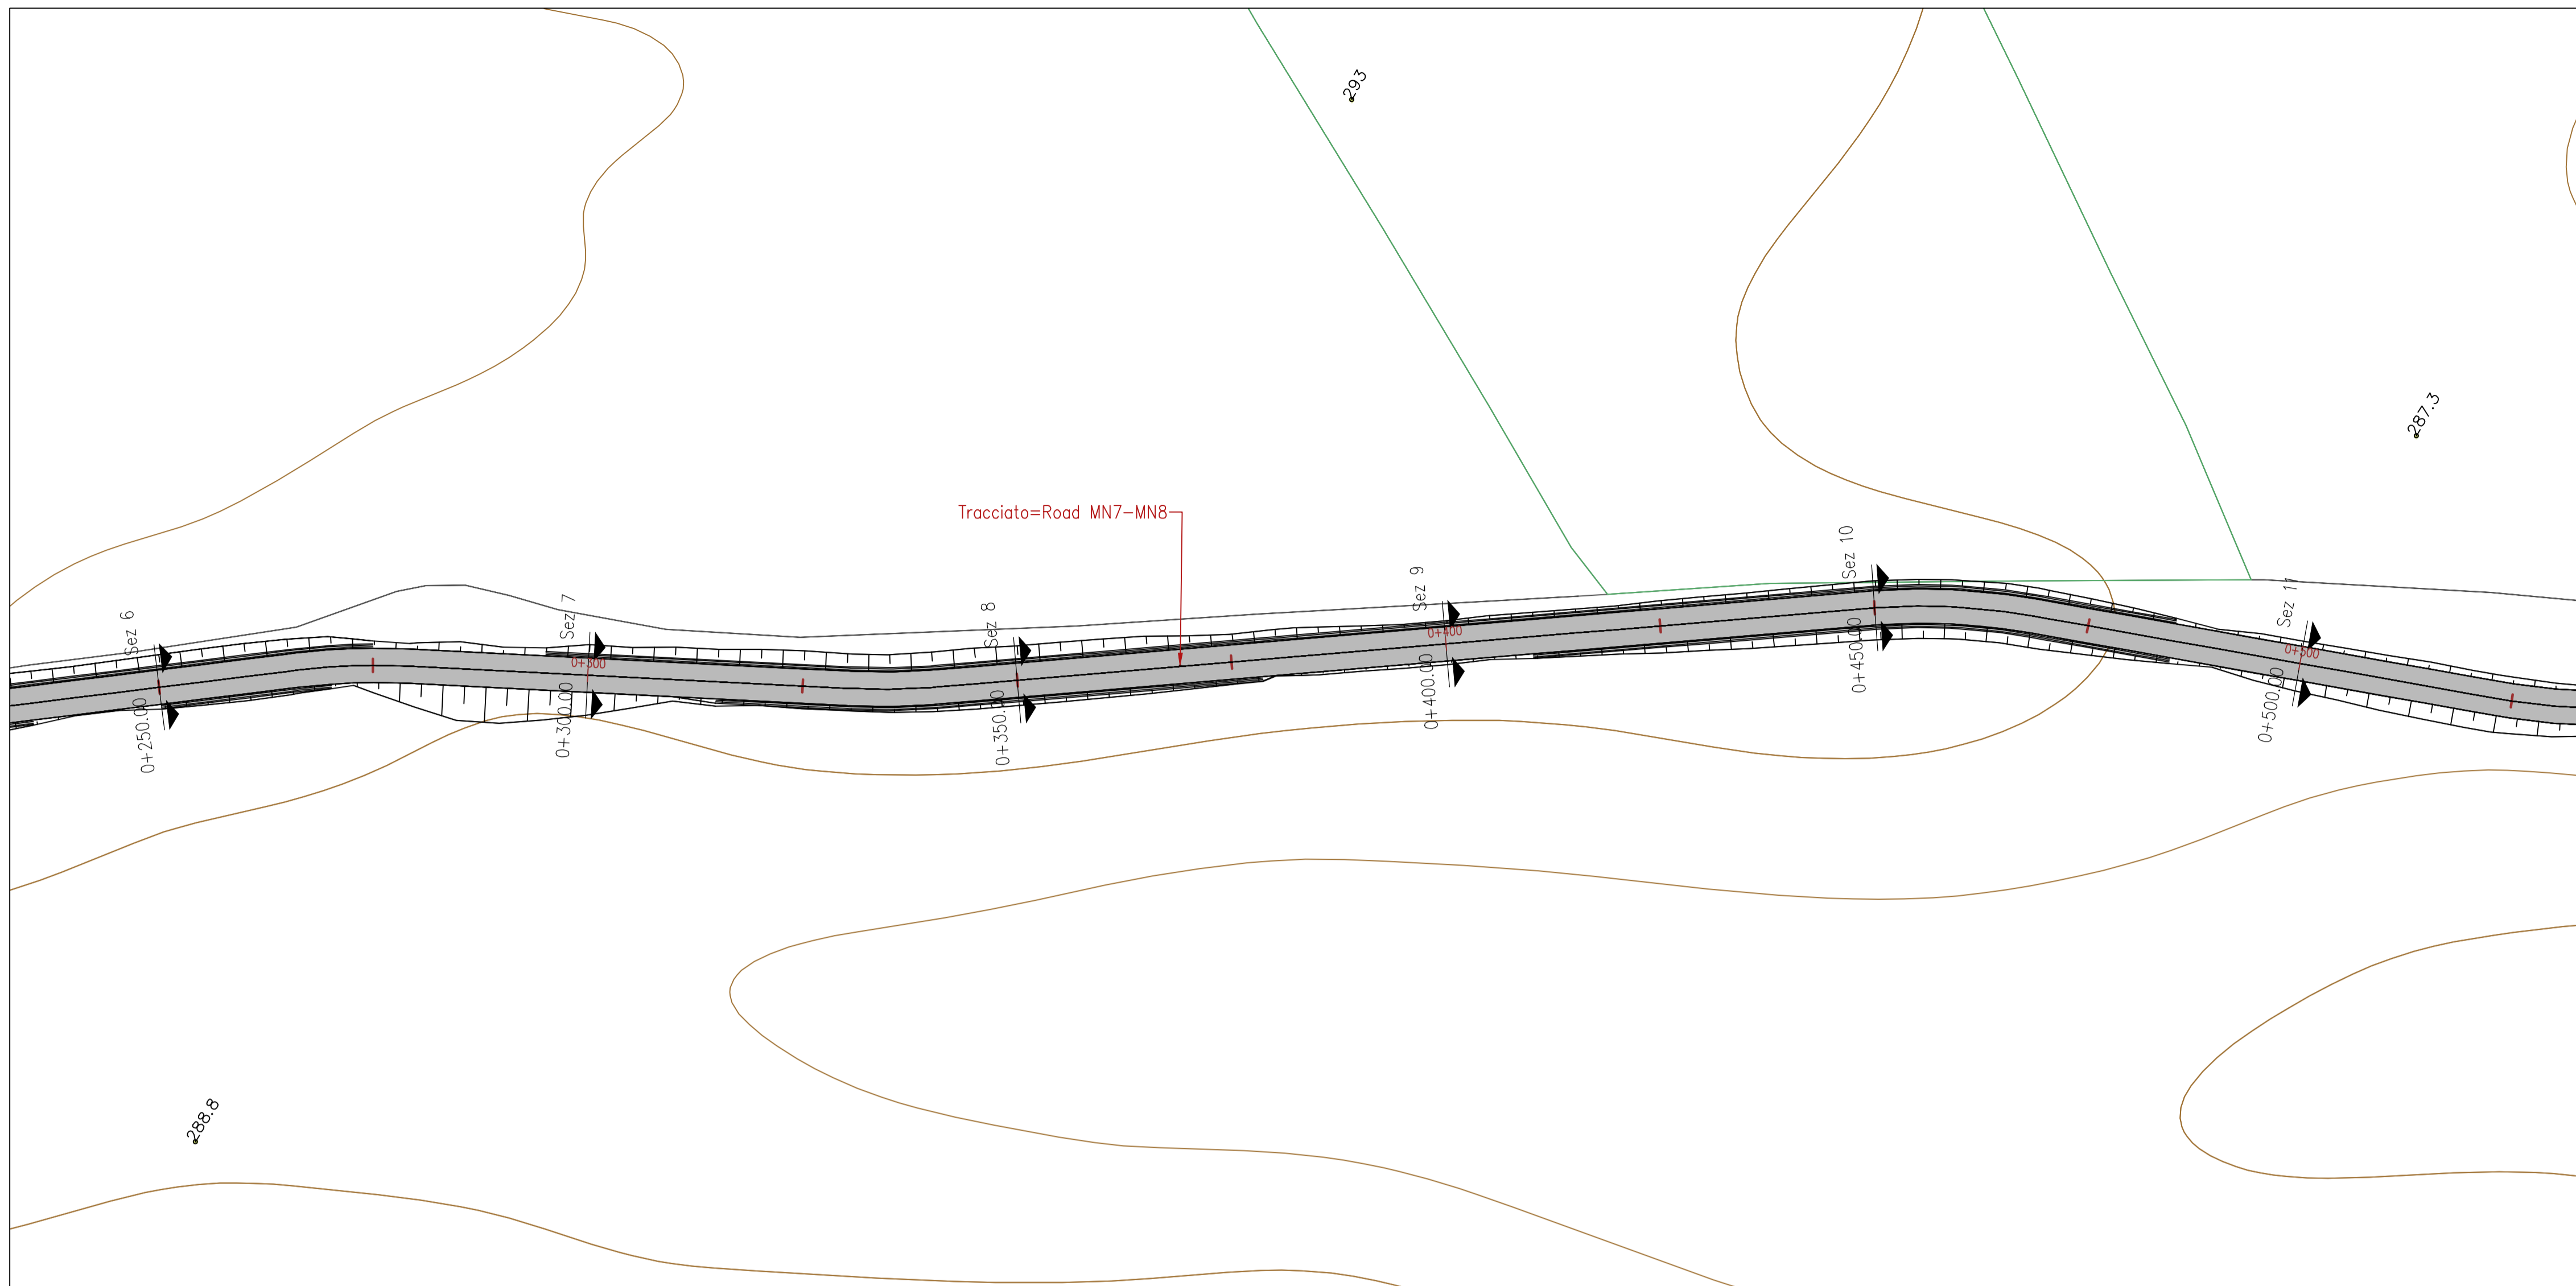 293
287.3
Tracciato=Road MN7-MN8
Sez 6
Sez 7
Sez 8
Sez 9
Sez 10
Sez 11
0+300
0+400
0+500
0+250.00
0+300.00
0+350.00
0+400.00
0+450.00
0+500.00
288.8